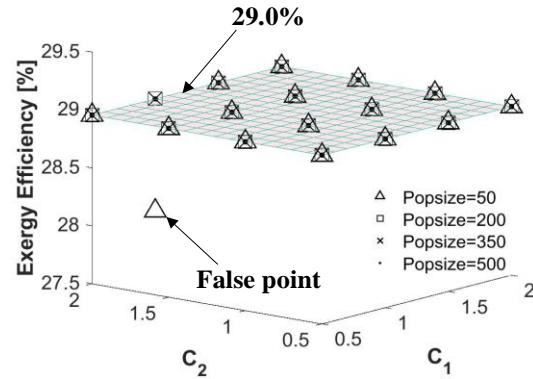 29.0%
29.5
29
28.5
28
27.5
Exergy Efficiency [%]
Popsize=50
Popsize=200
Popsize=350
Popsize=500
False point
2
1.5
1
0.5
C2
0.5
1
1.5
2
C1